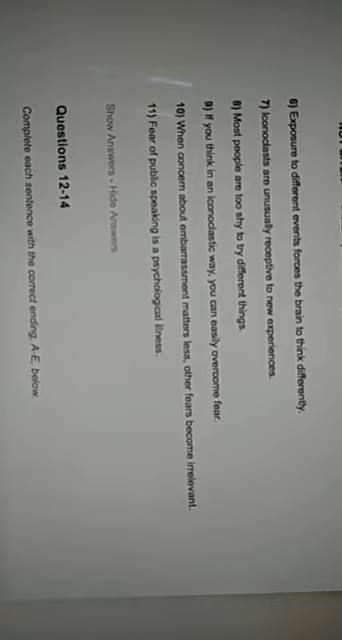 6) Exposure to different events forces the brain to think differently.
7) Iconoclasts are unusually receptive to new experiences.
8) Most people are too shy to try different things.
9) If you think in an iconoclastic way, you can easily overcome fear.
10) When concern about embarrassment matters less, other fears become irrelevant.
11) Fear of public speaking is a psychological illness.
Show Answers - Hide Answers
Questions 12-14
Complete each sentence with the correct ending, A-E, below.